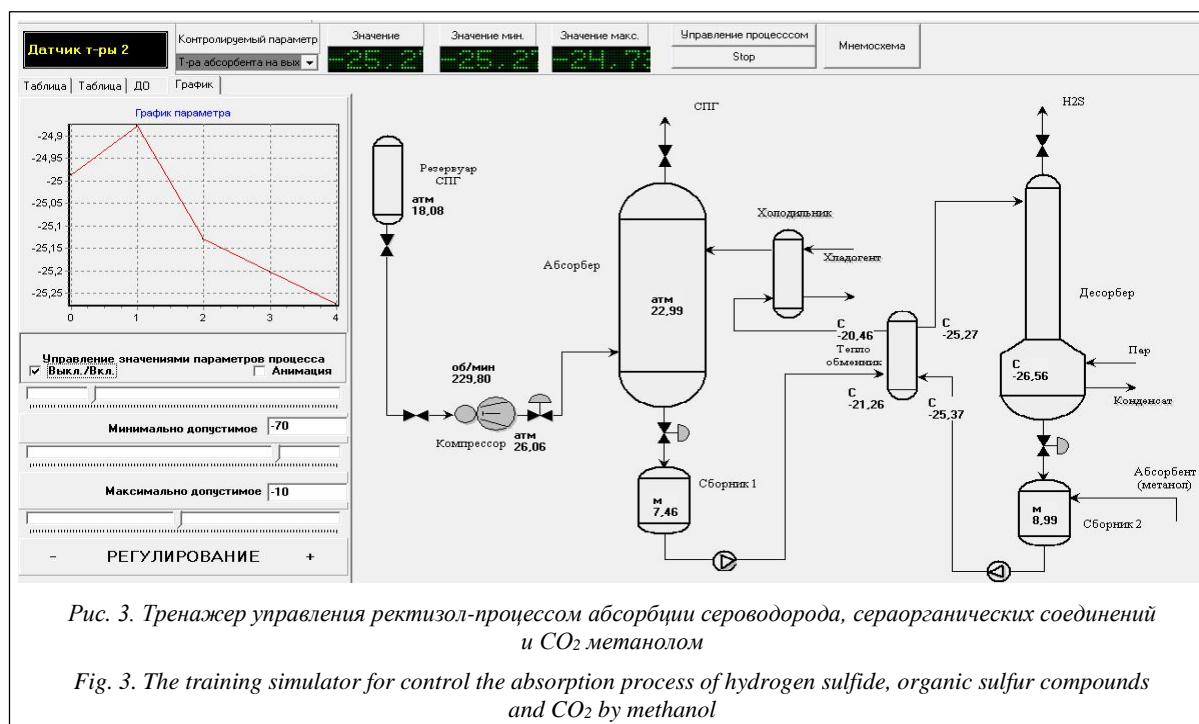 Датчик т-ры 2
Контролируемый параметр
Т-ра абсорбента на вых
Значение
-25,2
Значение мин.
-25,2
Значение макс.
-24,7
Управление процесссом
Stop
Мнемосхема
Таблица Таблица ДО График
График параметра
-24,9
-24,95
-25
-25,05
-25,1
-25,15
-25,2
-25,25
0 1 2 3 4
Управление значениями параметров процесса
Выкл./Вкл.
Анимация
Минимально допустимое -70
Максимально допустимое -10
- РЕГУЛИРОВАНИЕ +
СПГ
H2S
Резервуар
СПГ
атм
18,08
Абсорбер
атм
22,99
Холодильник
Хладогент
Десорбер
С
-20,46
С
-25,27
Тепло
обменник
С
-21,26
С
-25,37
С
-26,56
Пар
Конденсат
об/мин
229,80
Компрессор
атм
26,06
Сборник 1
м
7,46
Абсорбент
(метанол)
м
8,99
Сборник 2
Рис. 3. Тренажер управления ректизол-процессом абсорбции сероводорода, сераорганических соединений
и CO2 метанолом
Fig. 3. The training simulator for control the absorption process of hydrogen sulfide, organic sulfur compounds
and CO2 by methanol